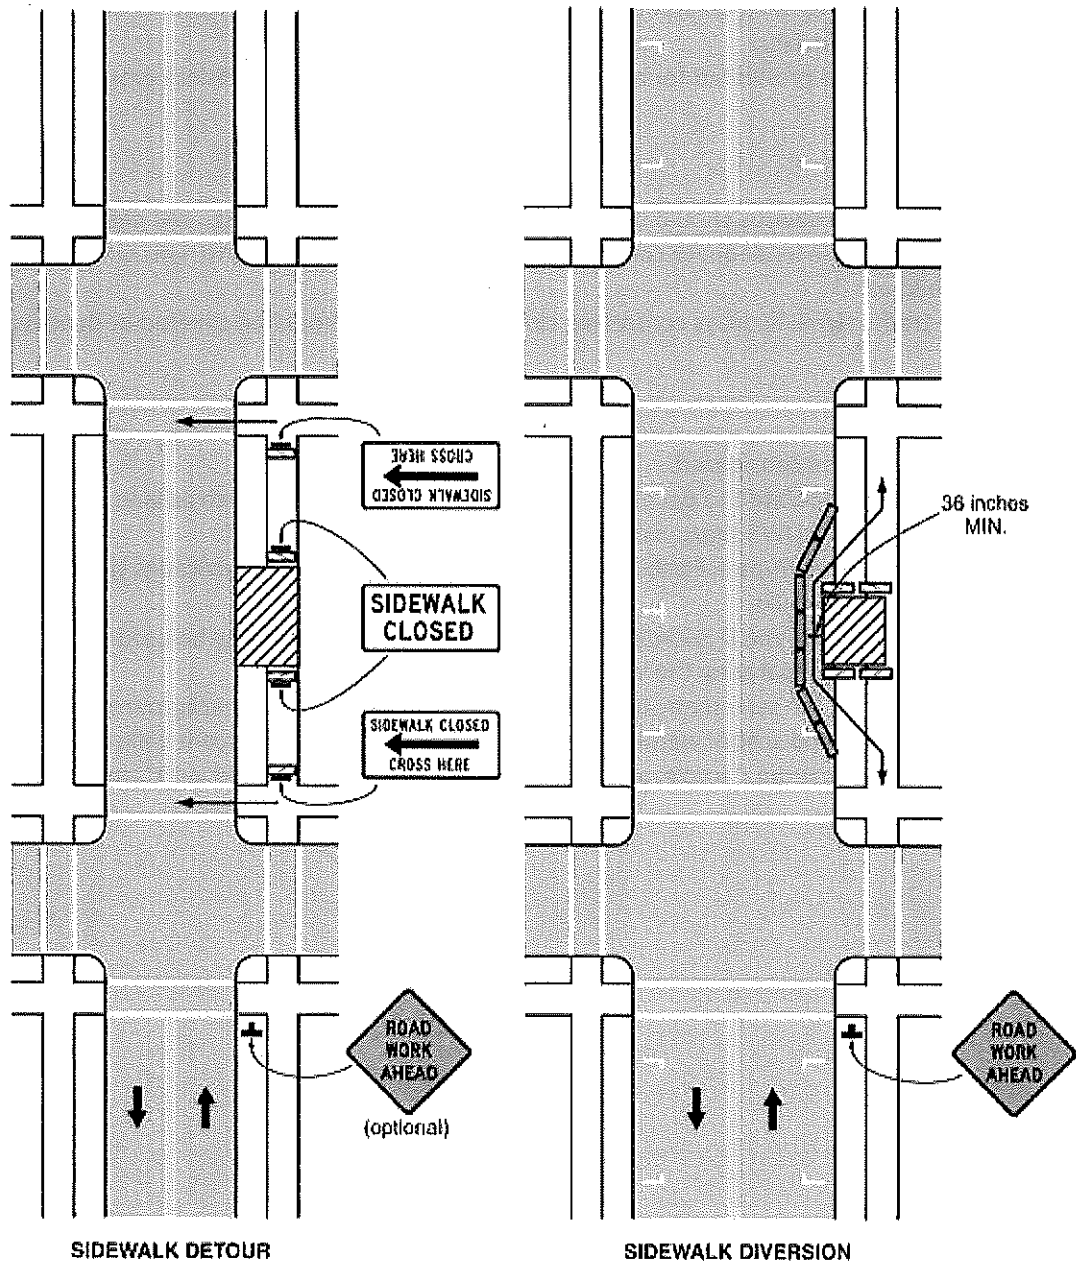 CROSS HERE
SIDEWALK CLOSED
36 inches
MIN.
SIDEWALK
CLOSED
SIDEWALK CLOSED
CROSS HERE
ROAD
WORK
AHEAD
(optional)
ROAD
WORK
AHEAD
SIDEWALK DETOUR
SIDEWALK DIVERSION